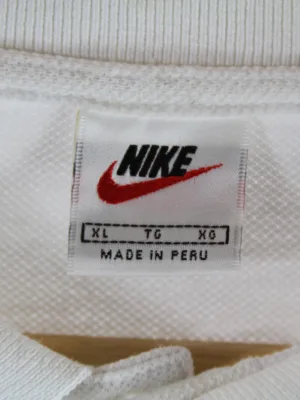 NIKE
XL TG XG
MADE IN PERU